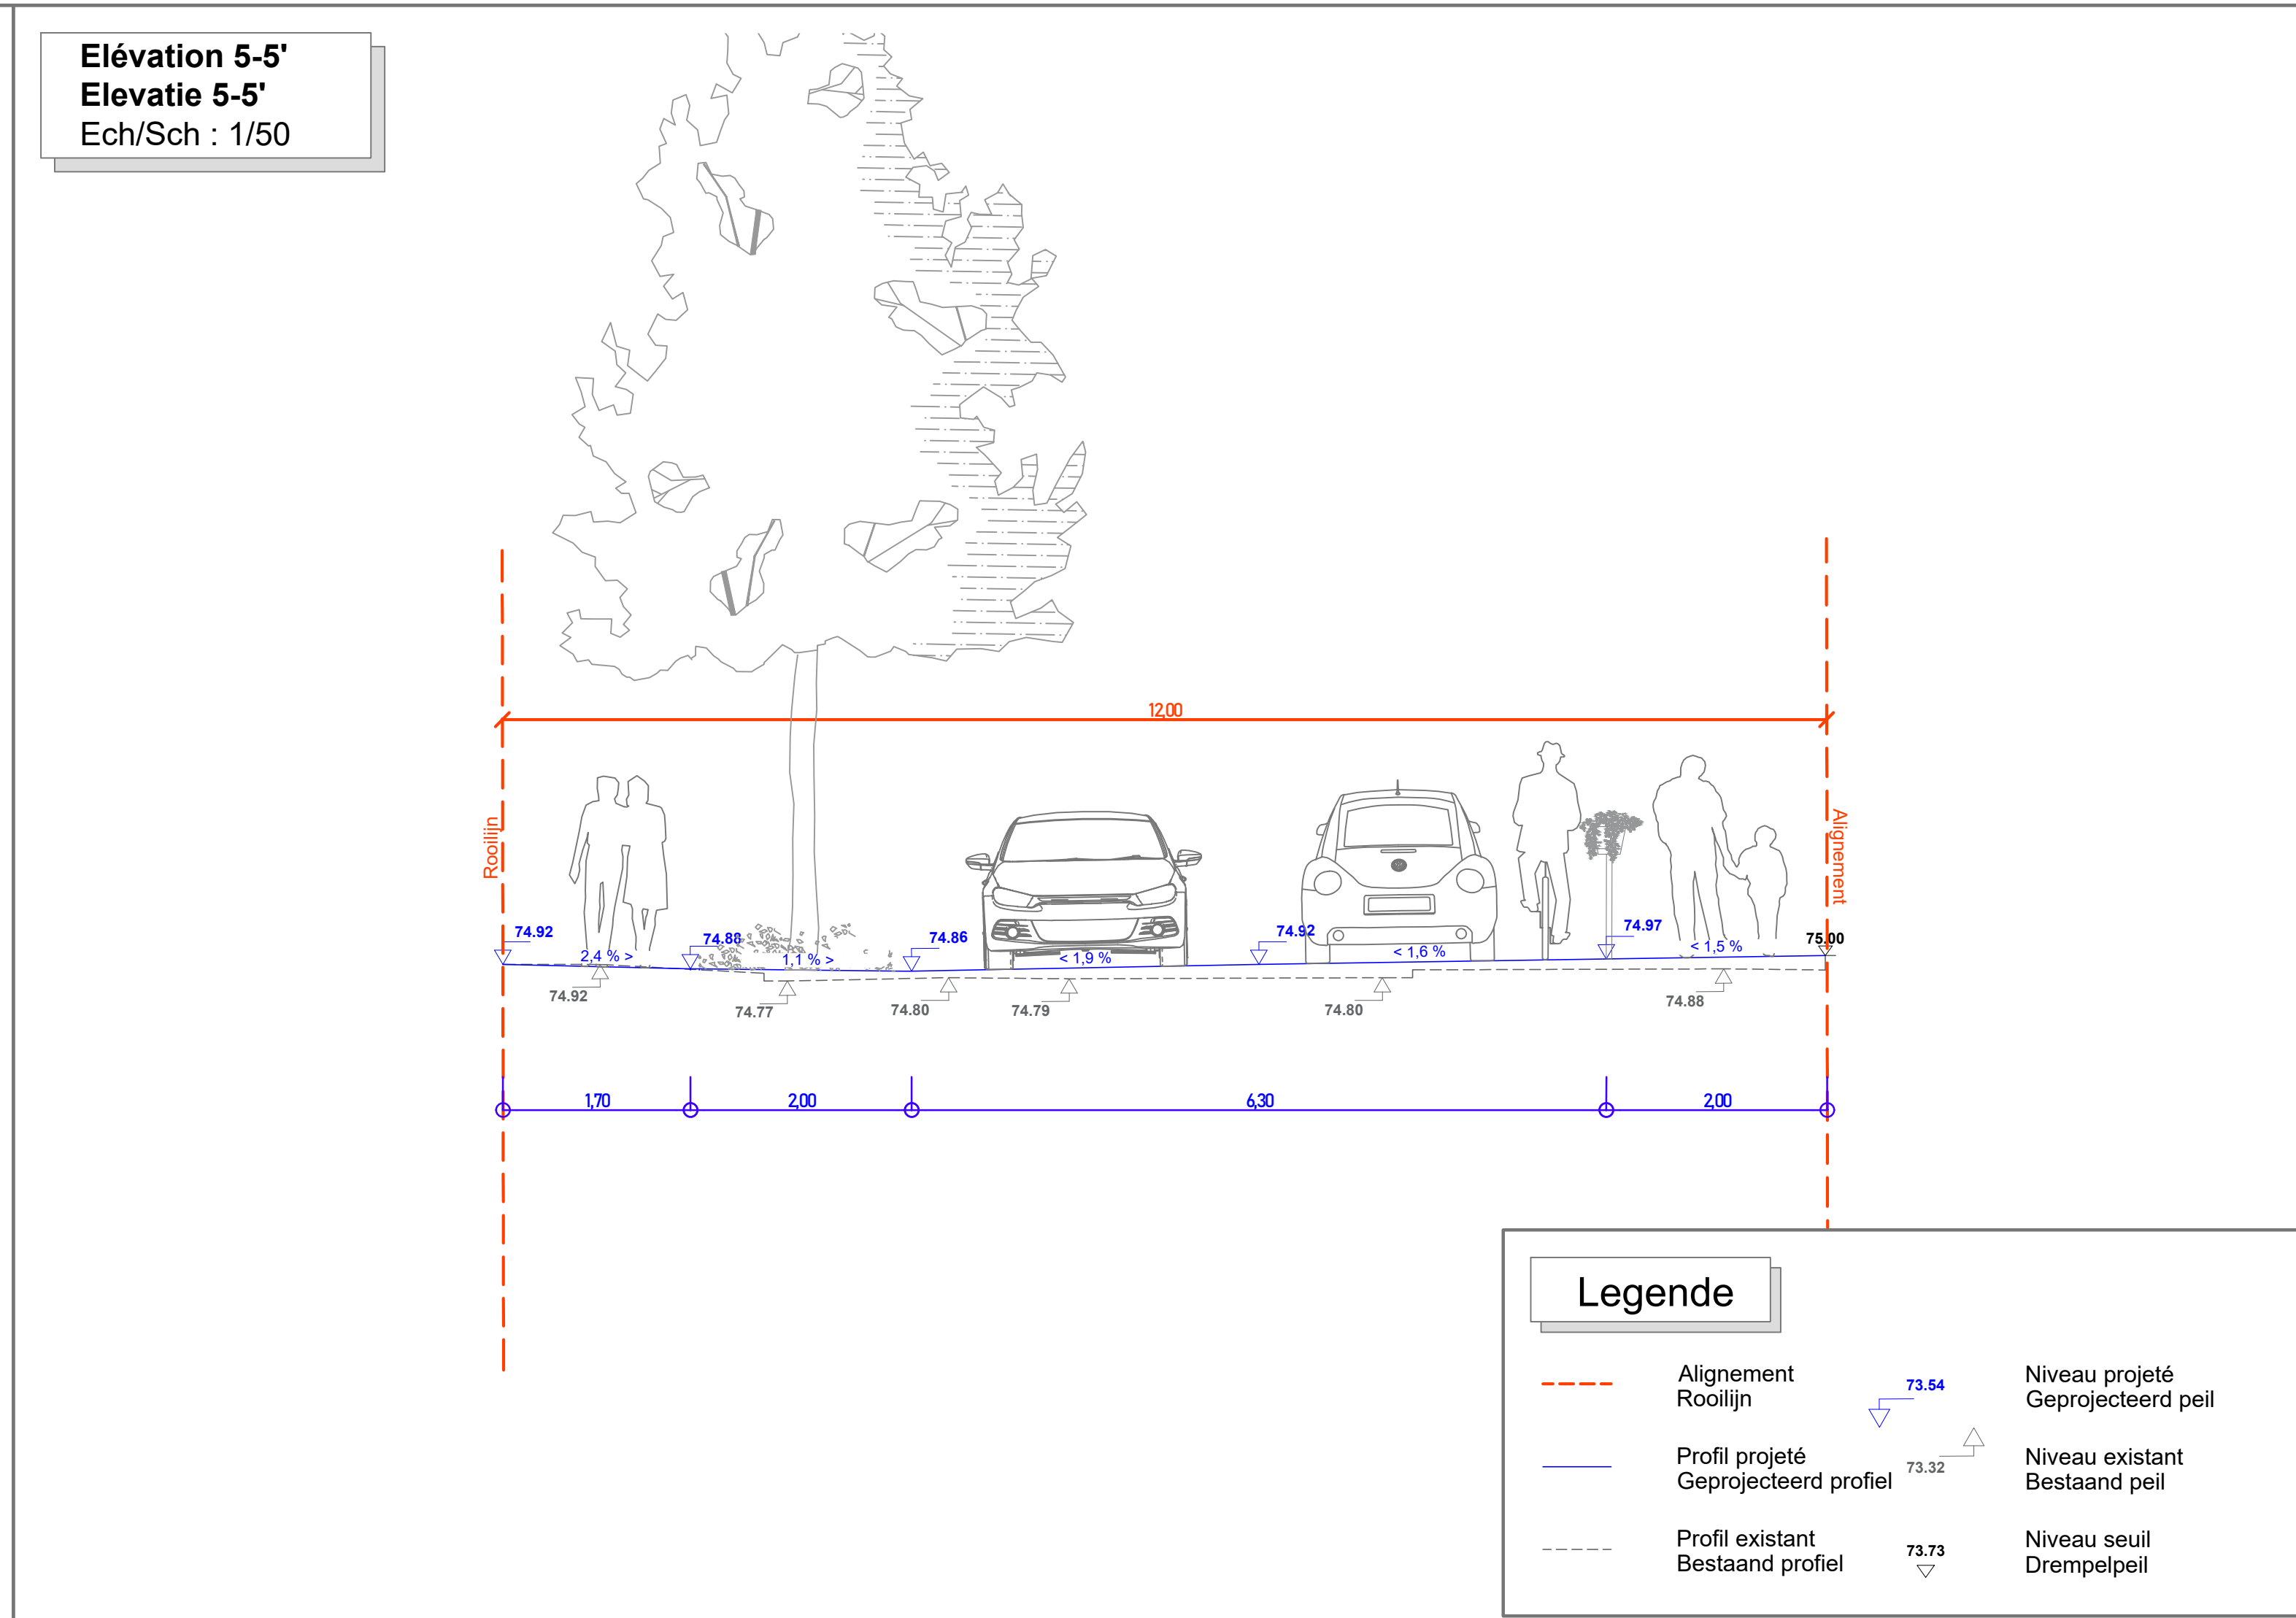 Elévation 5-5'
Elevatie 5-5'
Ech/Sch : 1/50
12,00
Rooilijn
Alignement
74.92
74.88
74.86
74.92
74.97
75.00
2,4 % >
1,1 % >
< 1,9 %
< 1,6 %
< 1,5 %
74.92
74.77
74.80
74.79
74.80
74.88
1,70
2,00
6,30
2,00
Legende
Alignement
Rooilijn
73.54
Niveau projeté
Geprojecteerd peil
Profil projeté
Geprojecteerd profiel
73.32
Niveau existant
Bestaand peil
Profil existant
Bestaand profiel
73.73
Niveau seuil
Drempelpeil